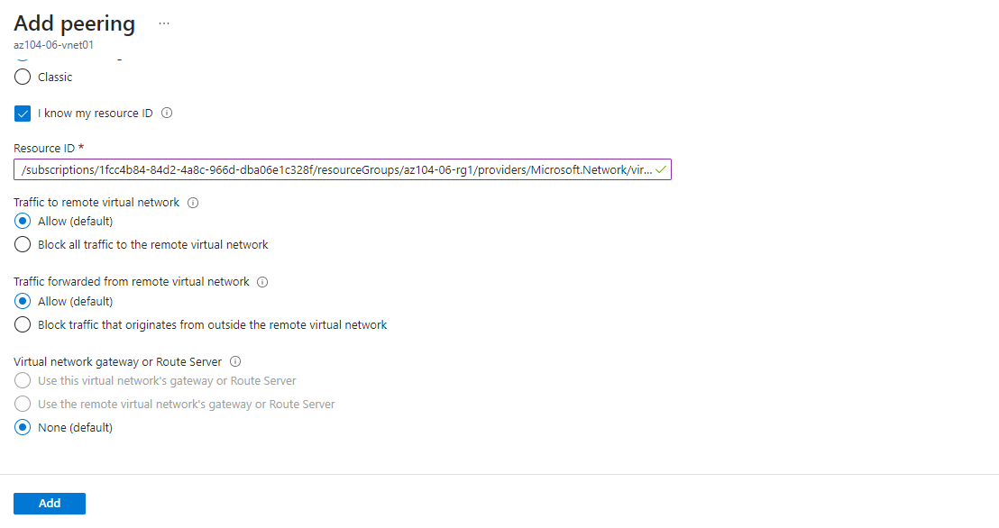 Add peering ...
az104-06-vnet01
Classic
I know my resource ID
Resource ID *
/subscriptions/1fcc4b84-84d2-4a8c-966d-dba06e1c328f/resourceGroups/az104-06-rg1/providers/Microsoft.Network/vir...
Traffic to remote virtual network
Allow (default)
Block all traffic to the remote virtual network
Traffic forwarded from remote virtual network
Allow (default)
Block traffic that originates from outside the remote virtual network
Virtual network gateway or Route Server
Use this virtual network's gateway or Route Server
Use the remote virtual network's gateway or Route Server
None (default)
Add